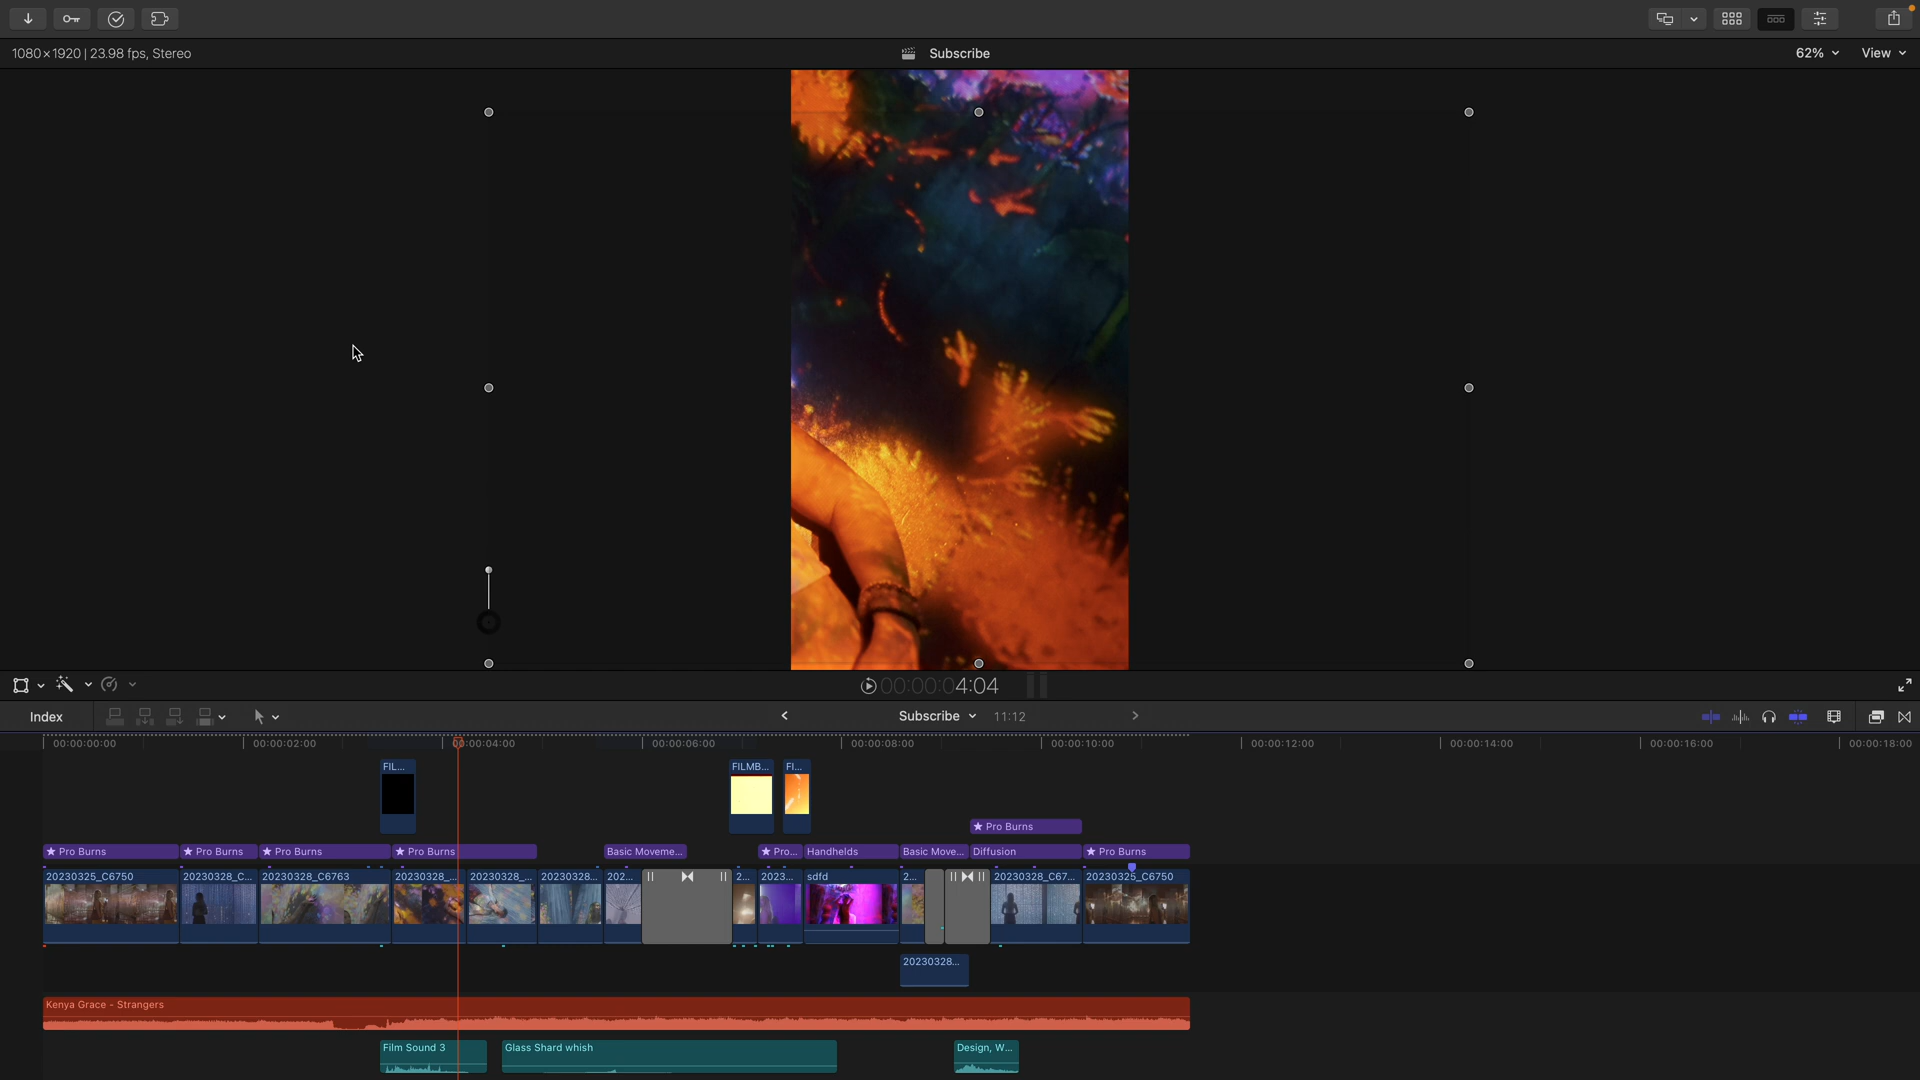 1080×1920 | 23.98 fps, Stereo
Subscribe
62%
View
00:00:04:04
Index
Subscribe
11:12
00:00:00:00
00:00:02:00
00:00:04:00
00:00:06:00
00:00:08:00
00:00:10:00
00:00:12:00
00:00:14:00
00:00:16:00
00:00:18:00
FIL...
FILMB...
FI...
Pro Burns
Pro Burns
Pro Burns
Pro Burns
Pro Burns
Basic Moveme...
Pro...
Handhelds
Basic Move...
Diffusion
Pro Burns
20230325_C6750
20230328_C...
20230328_C6763
20230328_...
20230328_...
20230328...
202...
2...
2023...
sdfd
2...
20230328_C67...
20230325_C6750
20230328...
Kenya Grace - Strangers
Film Sound 3
Glass Shard whish
Design, W...